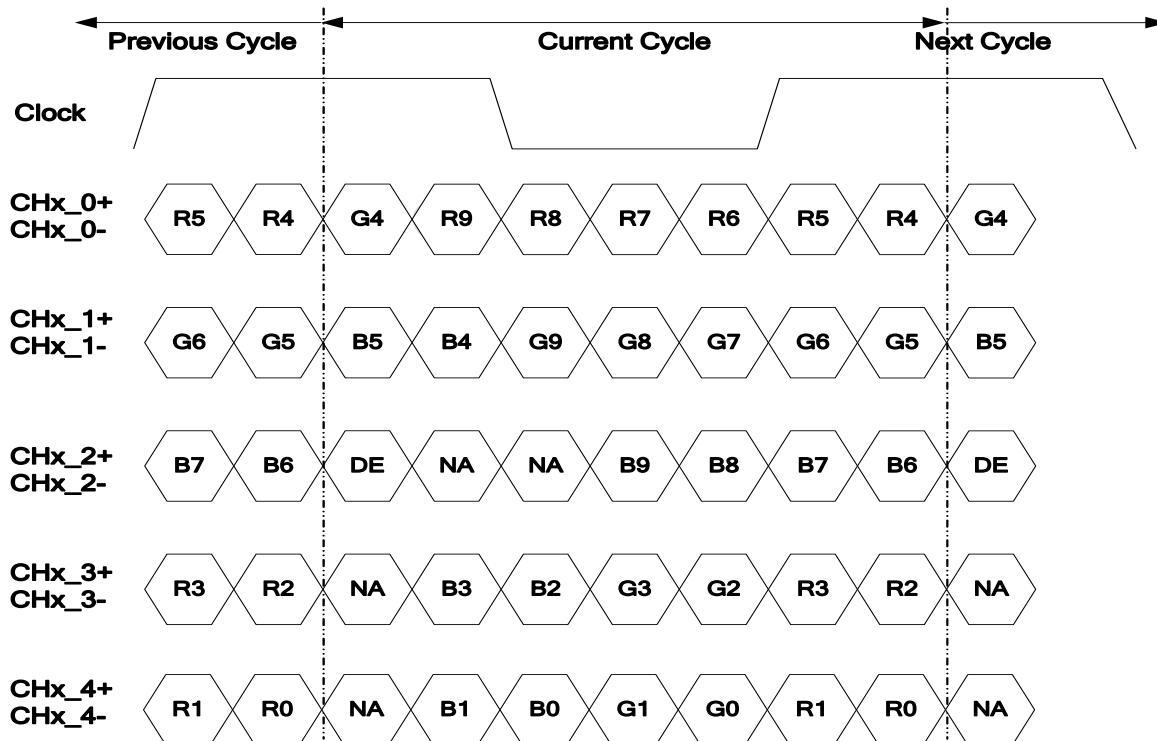 Previous Cycle Current Cycle Next Cycle
Clock
CHx_0+
CHx_0-
R5 R4 G4 R9 R8 R7 R6 R5 R4 G4
CHx_1+
CHx_1-
G6 G5 B5 B4 G9 G8 G7 G6 G5 B5
CHx_2+
CHx_2-
B7 B6 DE NA NA B9 B8 B7 B6 DE
CHx_3+
CHx_3-
R3 R2 NA B3 B2 G3 G2 R3 R2 NA
CHx_4+
CHx_4-
R1 R0 NA B1 B0 G1 G0 R1 R0 NA